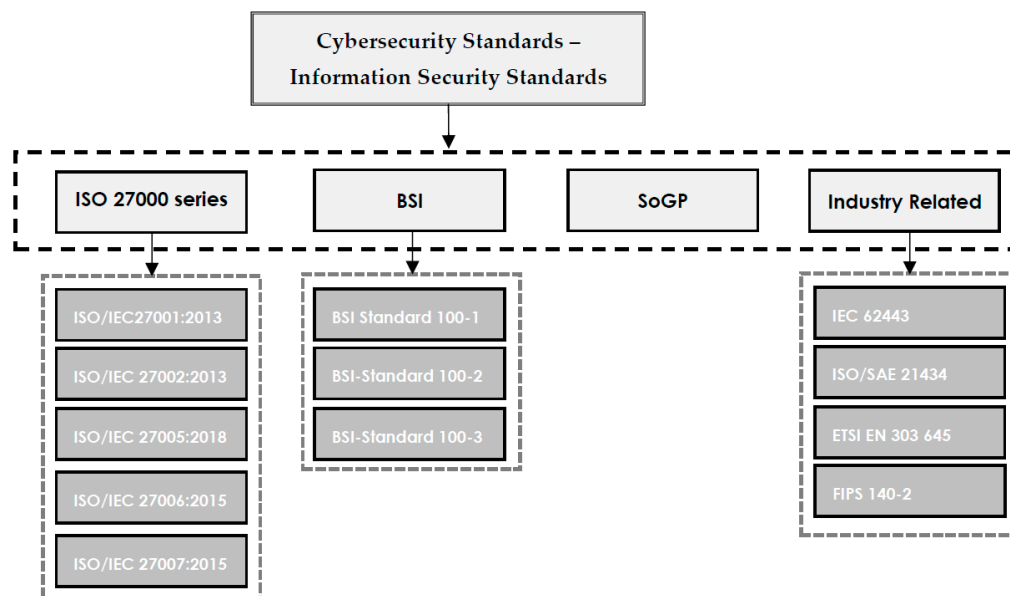 Cybersecurity Standards –
Information Security Standards
ISO 27000 series
BSI
SoGP
Industry Related
ISO/IEC27001:2013
ISO/IEC 27002:2013
ISO/IEC 27005:2018
ISO/IEC 27006:2015
ISO/IEC 27007:2015
BSI Standard 100-1
BSI-Standard 100-2
BSI-Standard 100-3
IEC 62443
ISO/SAE 21434
ETSI EN 303 645
FIPS 140-2